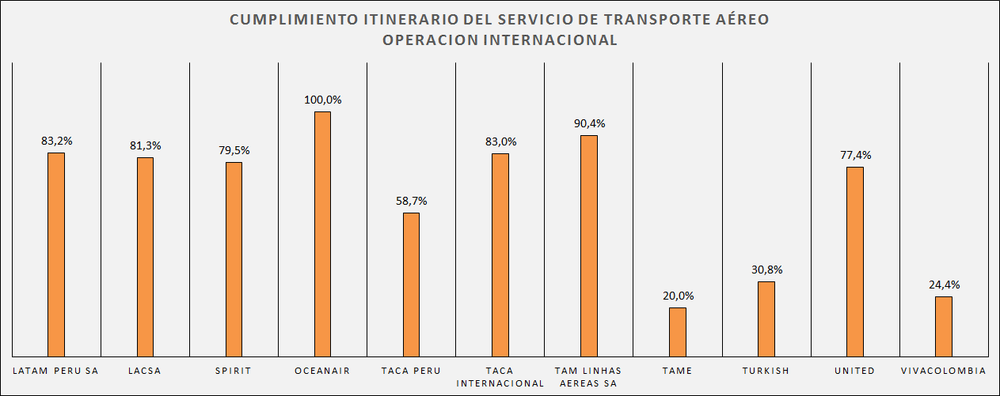 CUMPLIMIENTO ITINERARIO DEL SERVICIO DE TRANSPORTE AÉREO
OPERACION INTERNACIONAL
83,2%
81,3%
79,5%
100,0%
58,7%
83,0%
90,4%
20,0%
30,8%
77,4%
24,4%
LATAM PERU SA
LACSA
SPIRIT
OCEANAIR
TACA PERU
TACA
INTERNACIONAL
TAM LINHAS
AEREAS SA
TAME
TURKISH
UNITED
VIVACOLOMBIA